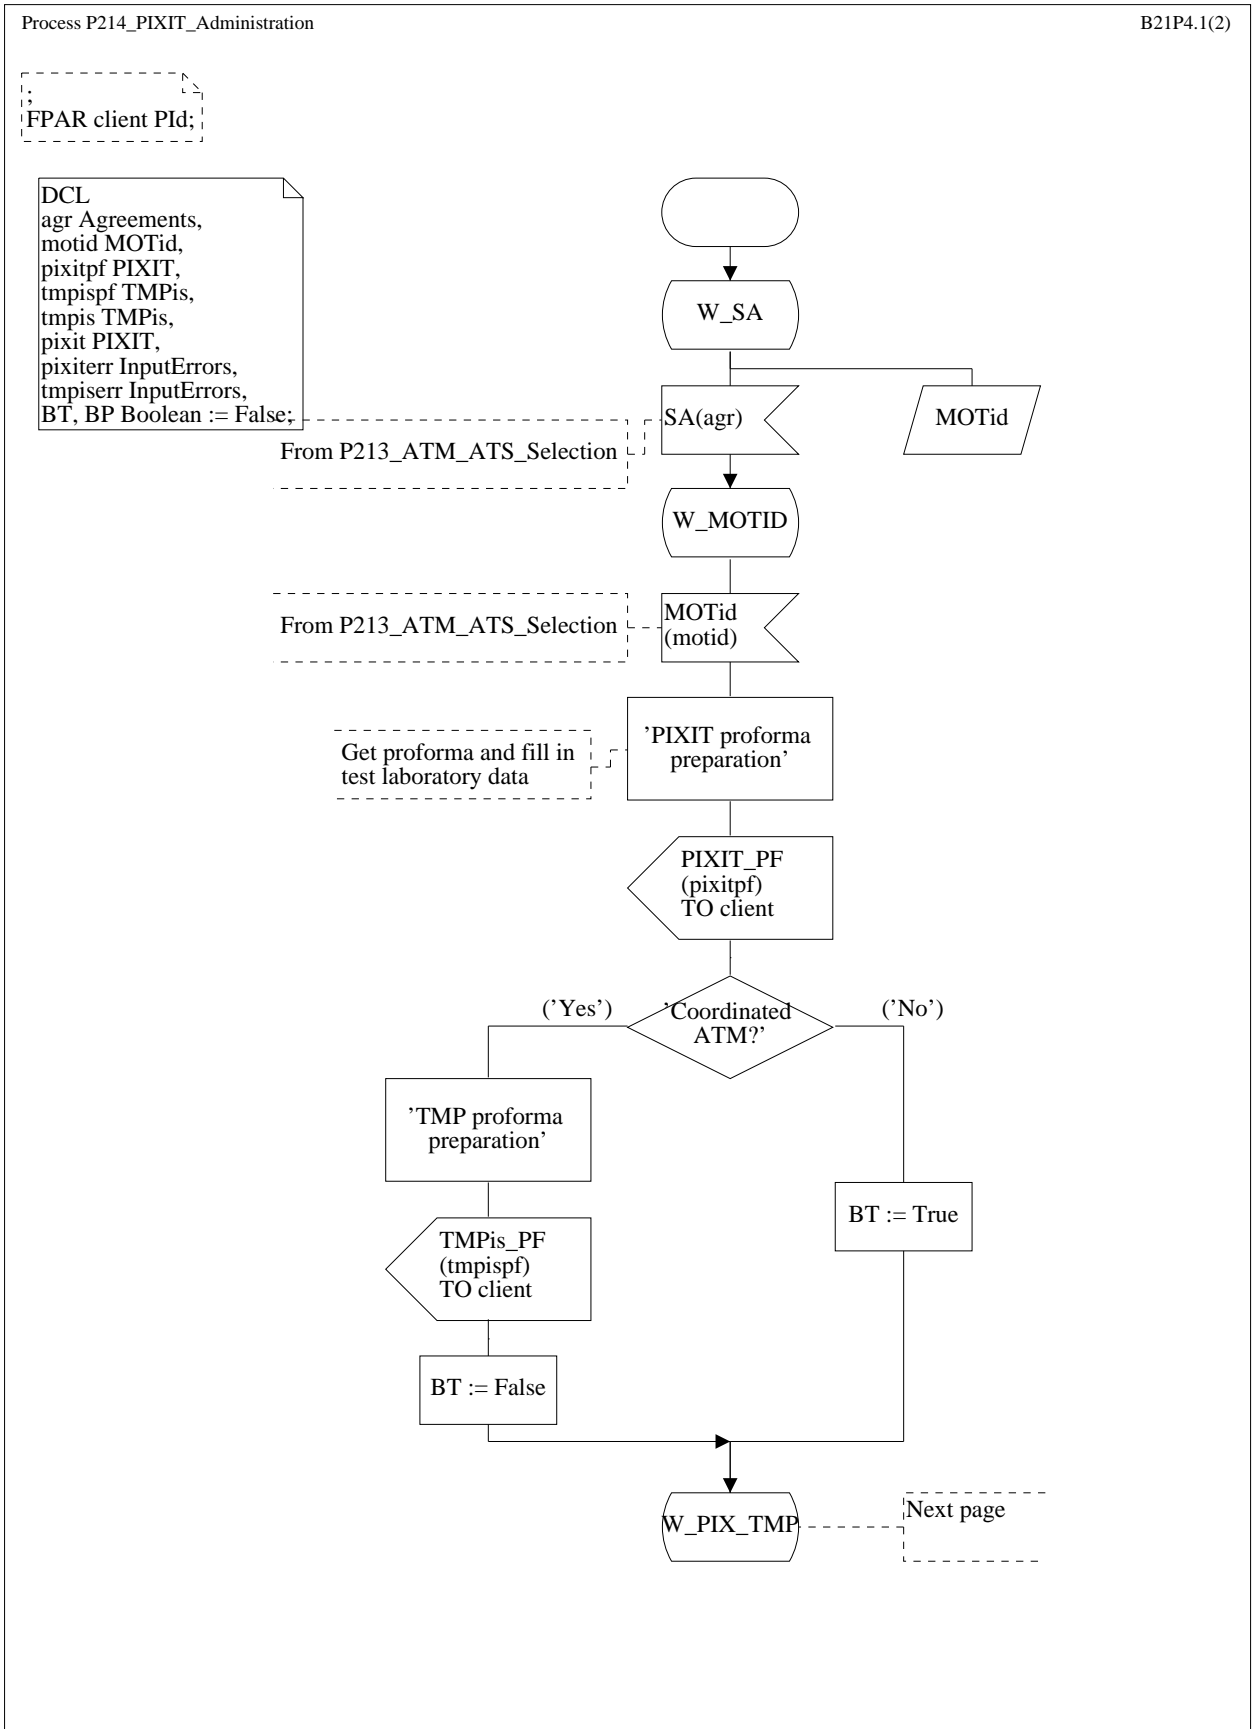 Process P214_PIXIT_Administration
B21P4.1(2)
;
FPAR client PId;
DCL
agr Agreements,
motid MOTid,
pixitpf PIXIT,
tmpispf TMPis,
tmpis TMPis,
pixit PIXIT,
pixiterr InputErrors,
tmpiserr InputErrors,
BT, BP Boolean := False;
W_SA
SA(agr)
MOTid
From P213_ATM_ATS_Selection
W_MOTID
MOTid
(motid)
From P213_ATM_ATS_Selection
’PIXIT proforma
preparation’
Get proforma and fill in
test laboratory data
PIXIT_PF
(pixitpf)
TO client
’Coordinated
ATM?’
(’Yes’)
(’No’)
’TMP proforma
preparation’
BT := True
TMPis_PF
(tmpispf)
TO client
BT := False
W_PIX_TMP
Next page